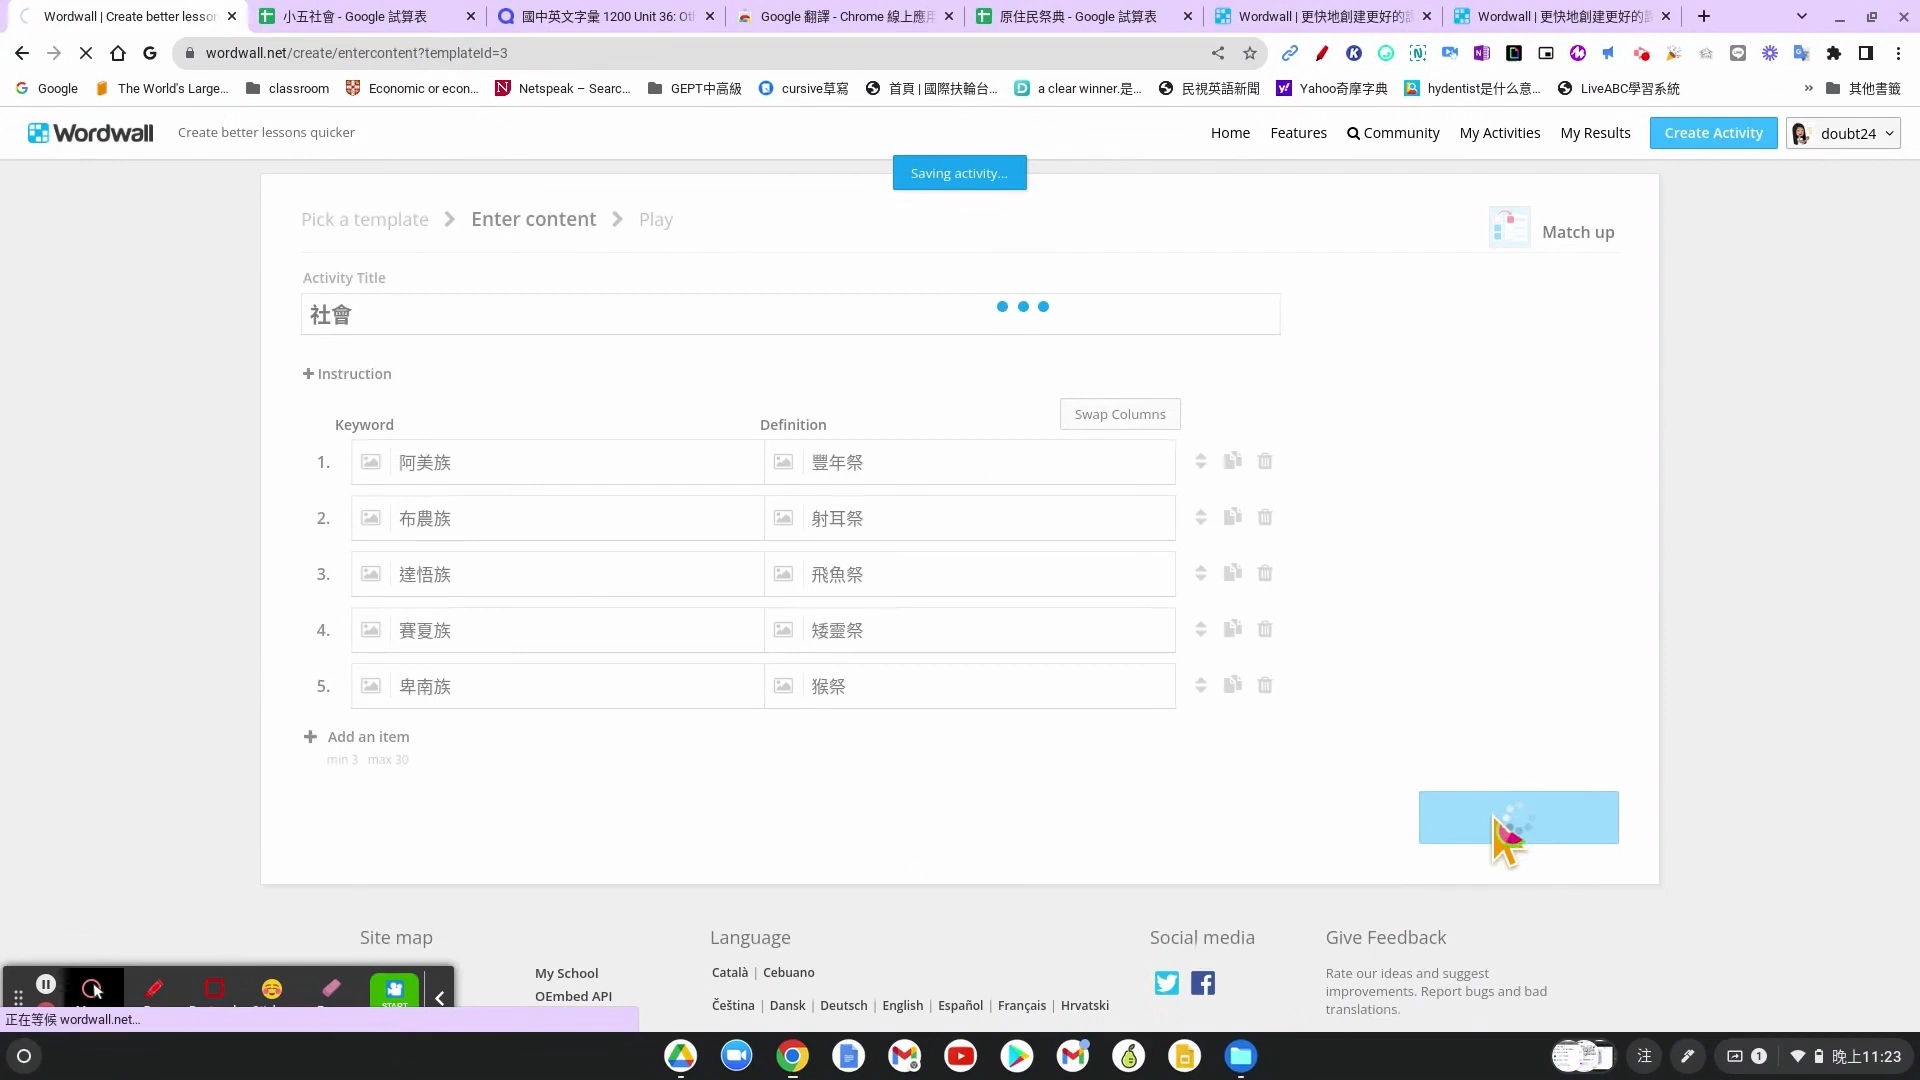 Wordwall | Create better lesson
小五社會 - Google 試算表
國中英文字彙 1200 Unit 36: Oth
Google 翻譯 - Chrome 線上應用
原住民祭典 - Google 試算表
Wordwall | 更快地創建更好的課
Wordwall | 更快地創建更好的課
wordwall.net/create/entercontent?templateId=3
Google
The World's Large...
classroom
Economic or econ...
Netspeak – Searc...
GEPT中高級
cursive草寫
首頁 | 國際扶輪台...
a clear winner.是...
民視英語新聞
Yahoo奇摩字典
hydentist是什么意...
LiveABC學習系統
»
其他書籤
Wordwall
Create better lessons quicker
Home
Features
Community
My Activities
My Results
Create Activity
doubt24
Saving activity...
Pick a template
Enter content
Play
Match up
Activity Title
社會
+ Instruction
Keyword
Definition
Swap Columns
1. 阿美族 豐年祭
2. 布農族 射耳祭
3. 達悟族 飛魚祭
4. 賽夏族 矮靈祭
5. 卑南族 猴祭
+ Add an item
min 3 max 30
Site map
Language
Social media
Give Feedback
My School
OEmbed API
Català | Cebuano
Čeština | Dansk | Deutsch | English | Español | Français | Hrvatski
Rate our ideas and suggest
improvements. Report bugs and bad
translations.
START
正在等候 wordwall.net...
注
1
晚上11:23